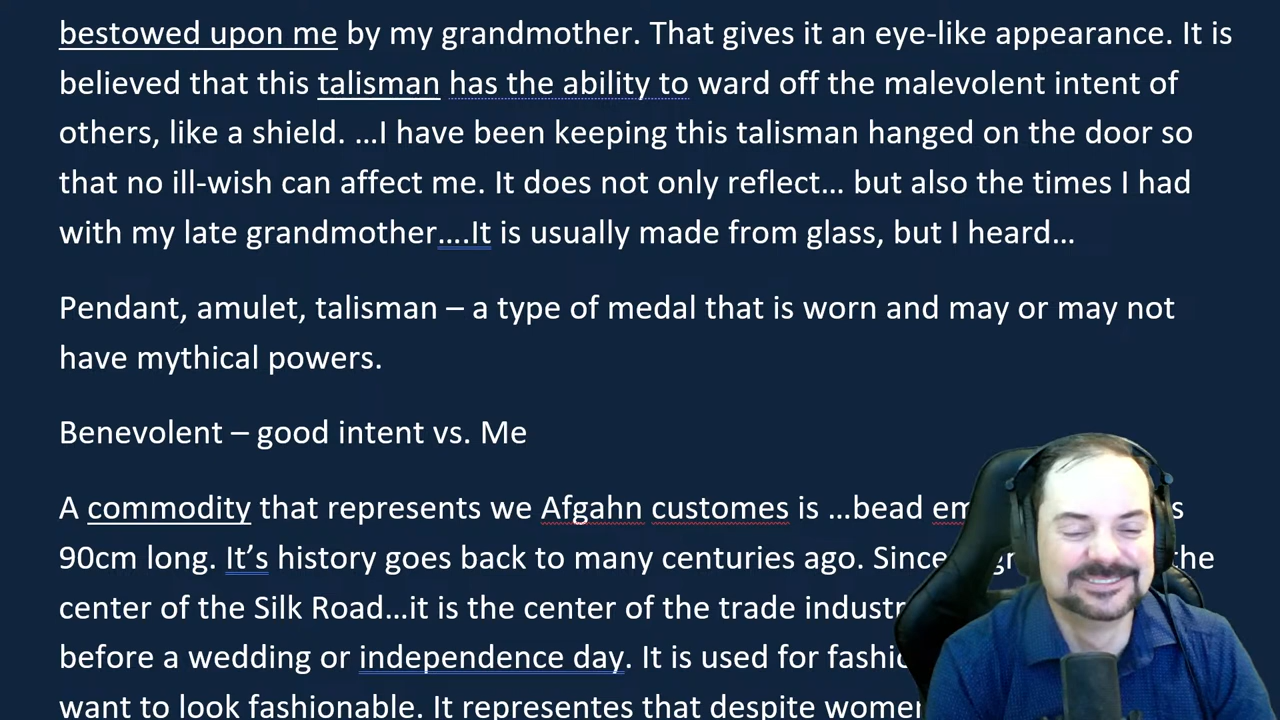 bestowed upon me by my grandmother. That gives it an eye-like appearance. It is
believed that this talisman has the ability to ward off the malevolent intent of
others, like a shield. …I have been keeping this talisman hanged on the door so
that no ill-wish can affect me. It does not only reflect… but also the times I had
with my late grandmother….It is usually made from glass, but I heard…
Pendant, amulet, talisman – a type of medal that is worn and may or may not
have mythical powers.
Benevolent – good intent vs. Me
A commodity that represents we Afgahn customes is …bead
90cm long. It’s history goes back to many centuries ago. Since the
center of the Silk Road…it is the center of the trade
before a wedding or independence day. It is used for
want to look fashionable. It representes that despite